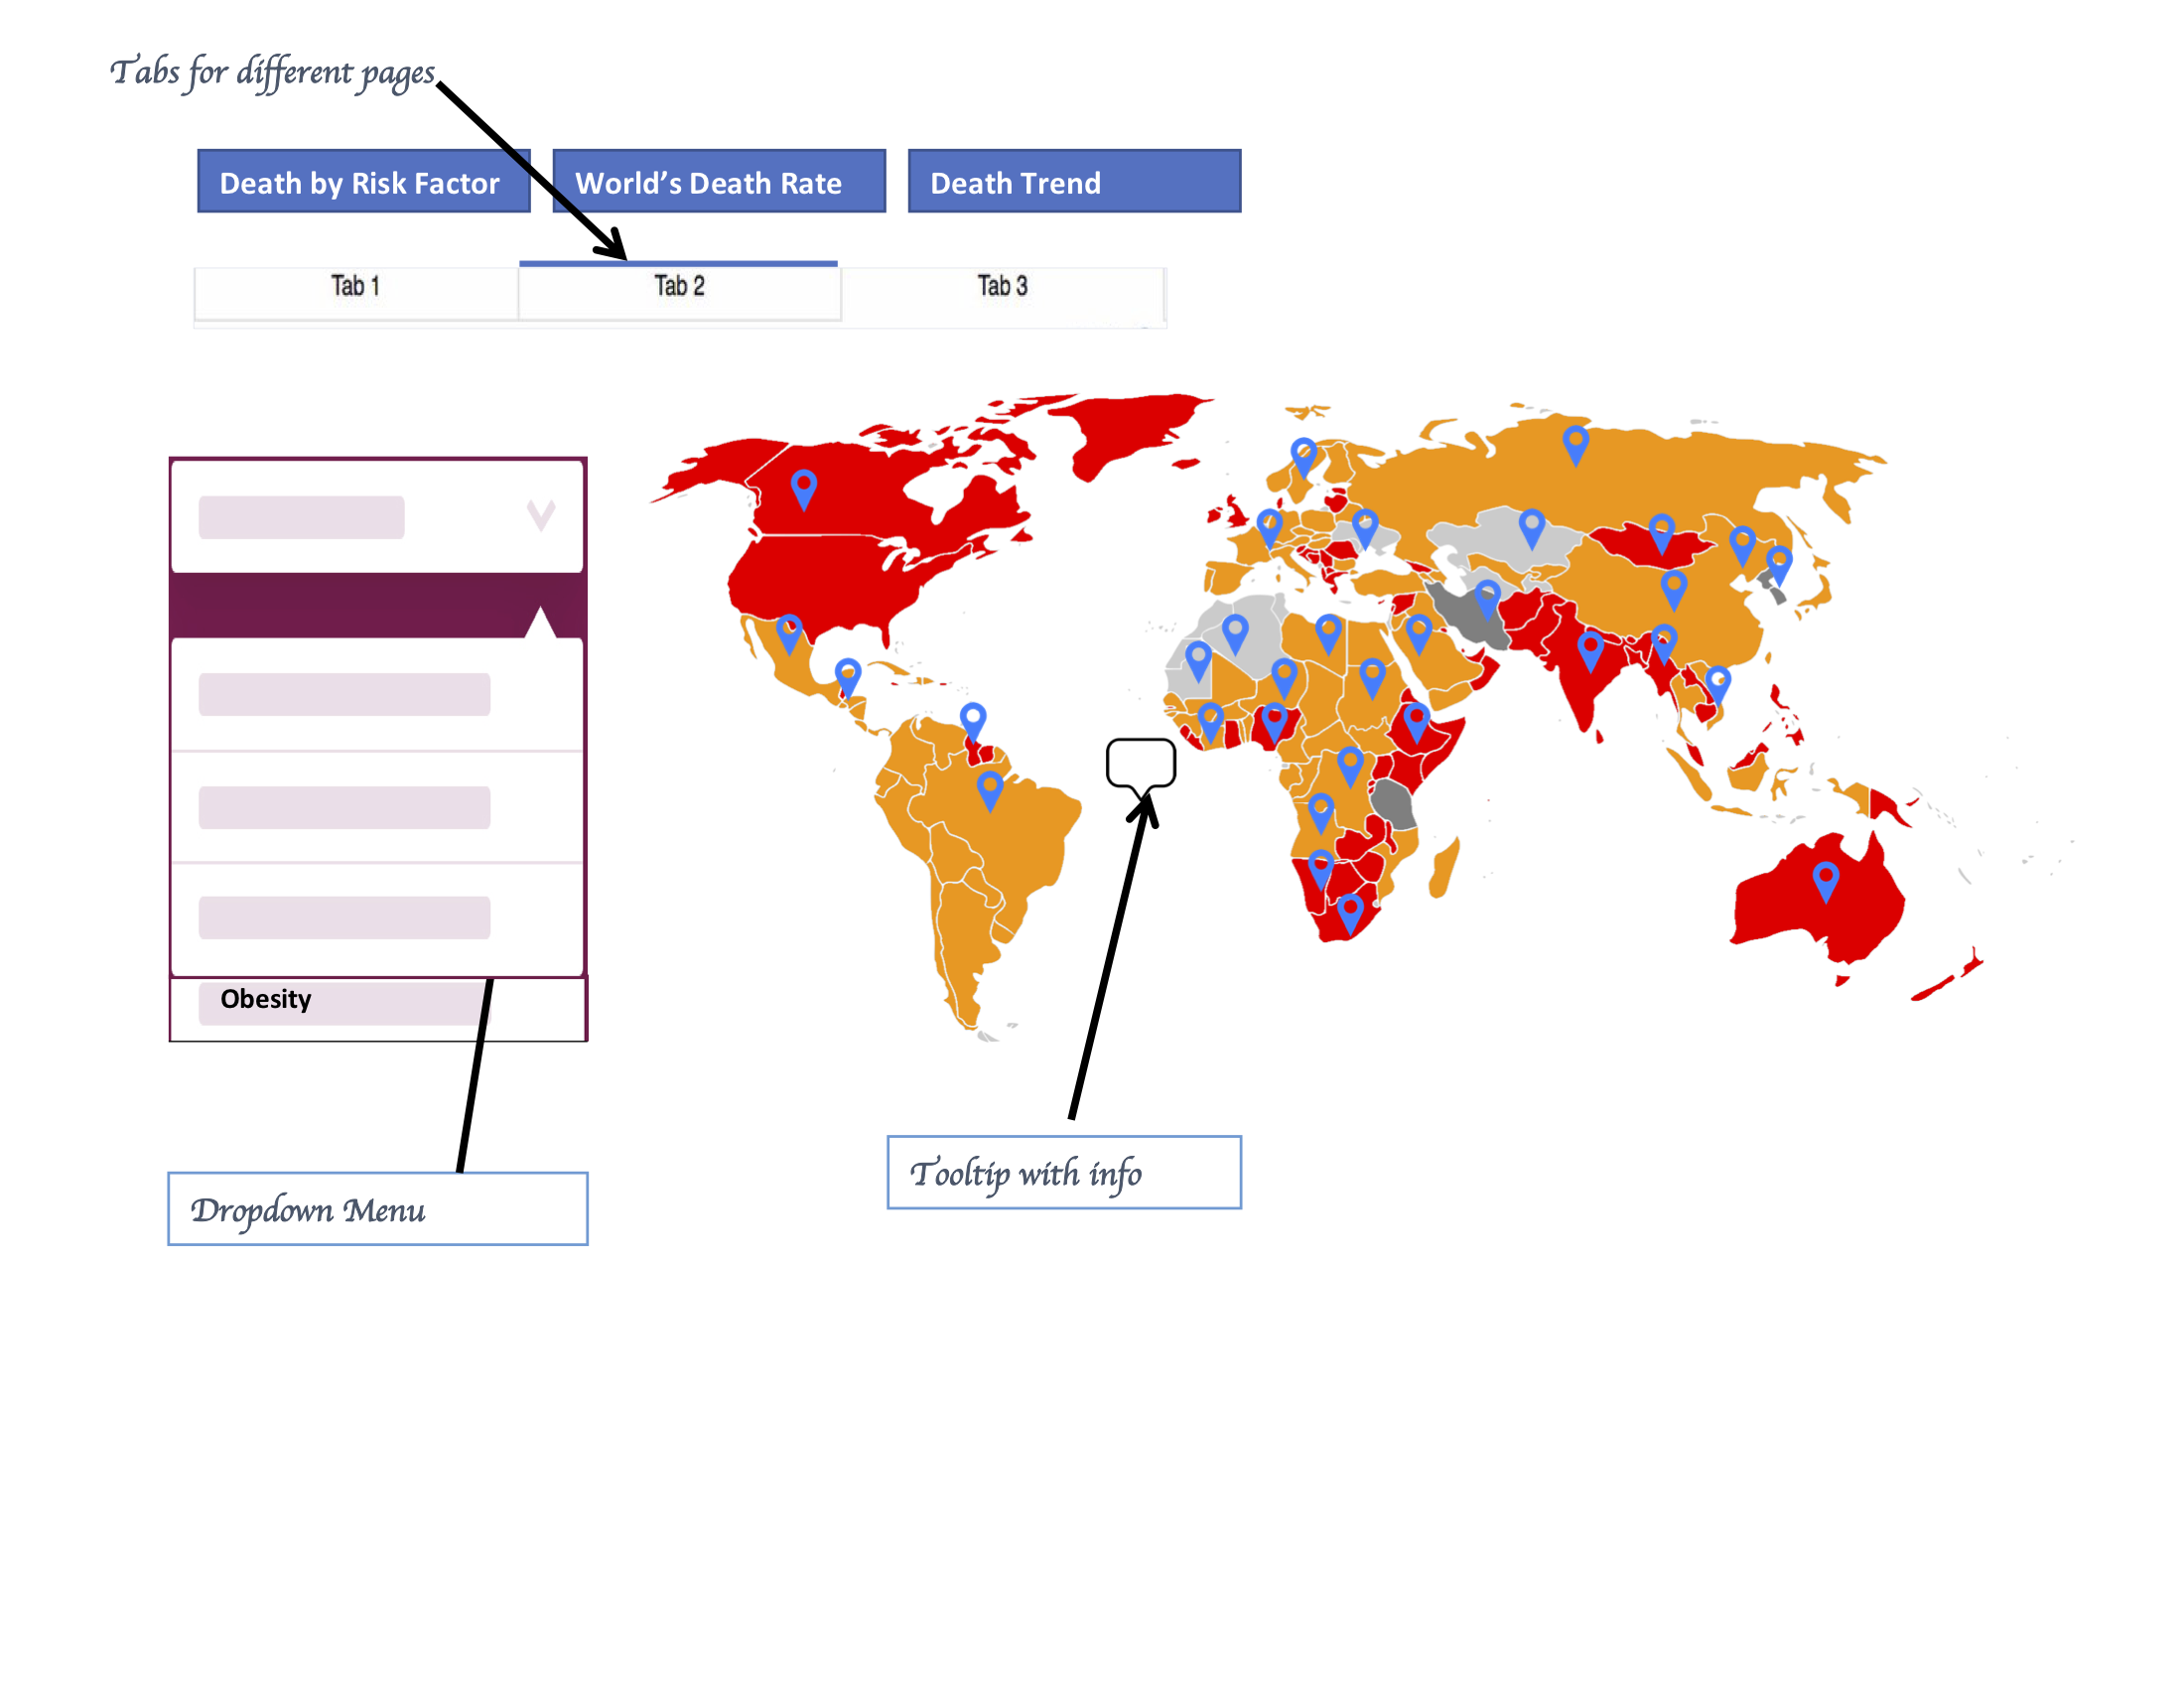 Tabs for different pages
Death by Risk Factor
World's Death Rate
Death Trend
Tab 1
Tab 2
Tab 3
Obesity
Tooltip with info
Dropdown Menu